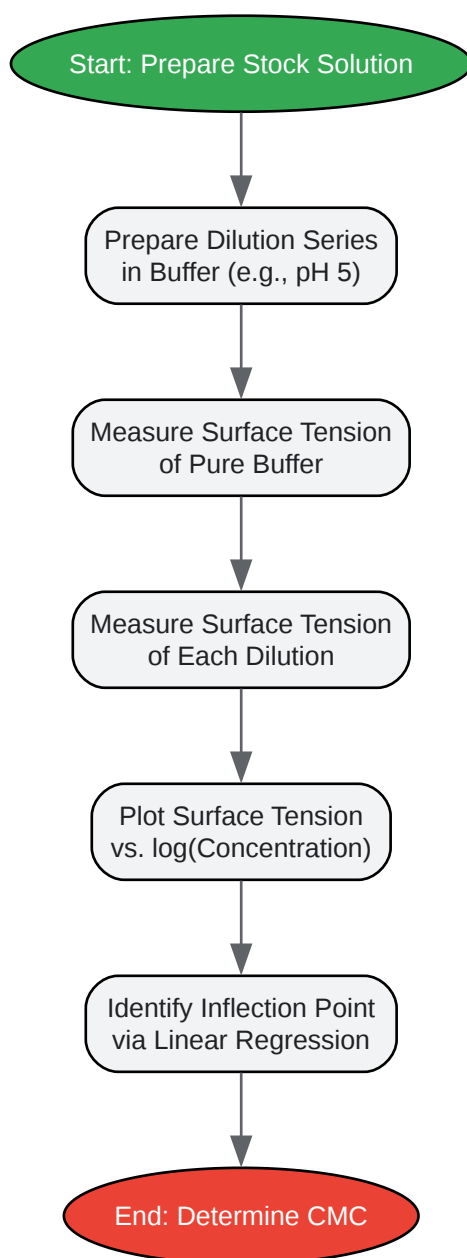 Start: Prepare Stock Solution
Prepare Dilution Series
in Buffer (e.g., pH 5)
Measure Surface Tension
of Pure Buffer
Measure Surface Tension
of Each Dilution
Plot Surface Tension
vs. log(Concentration)
Identify Inflection Point
via Linear Regression
End: Determine CMC